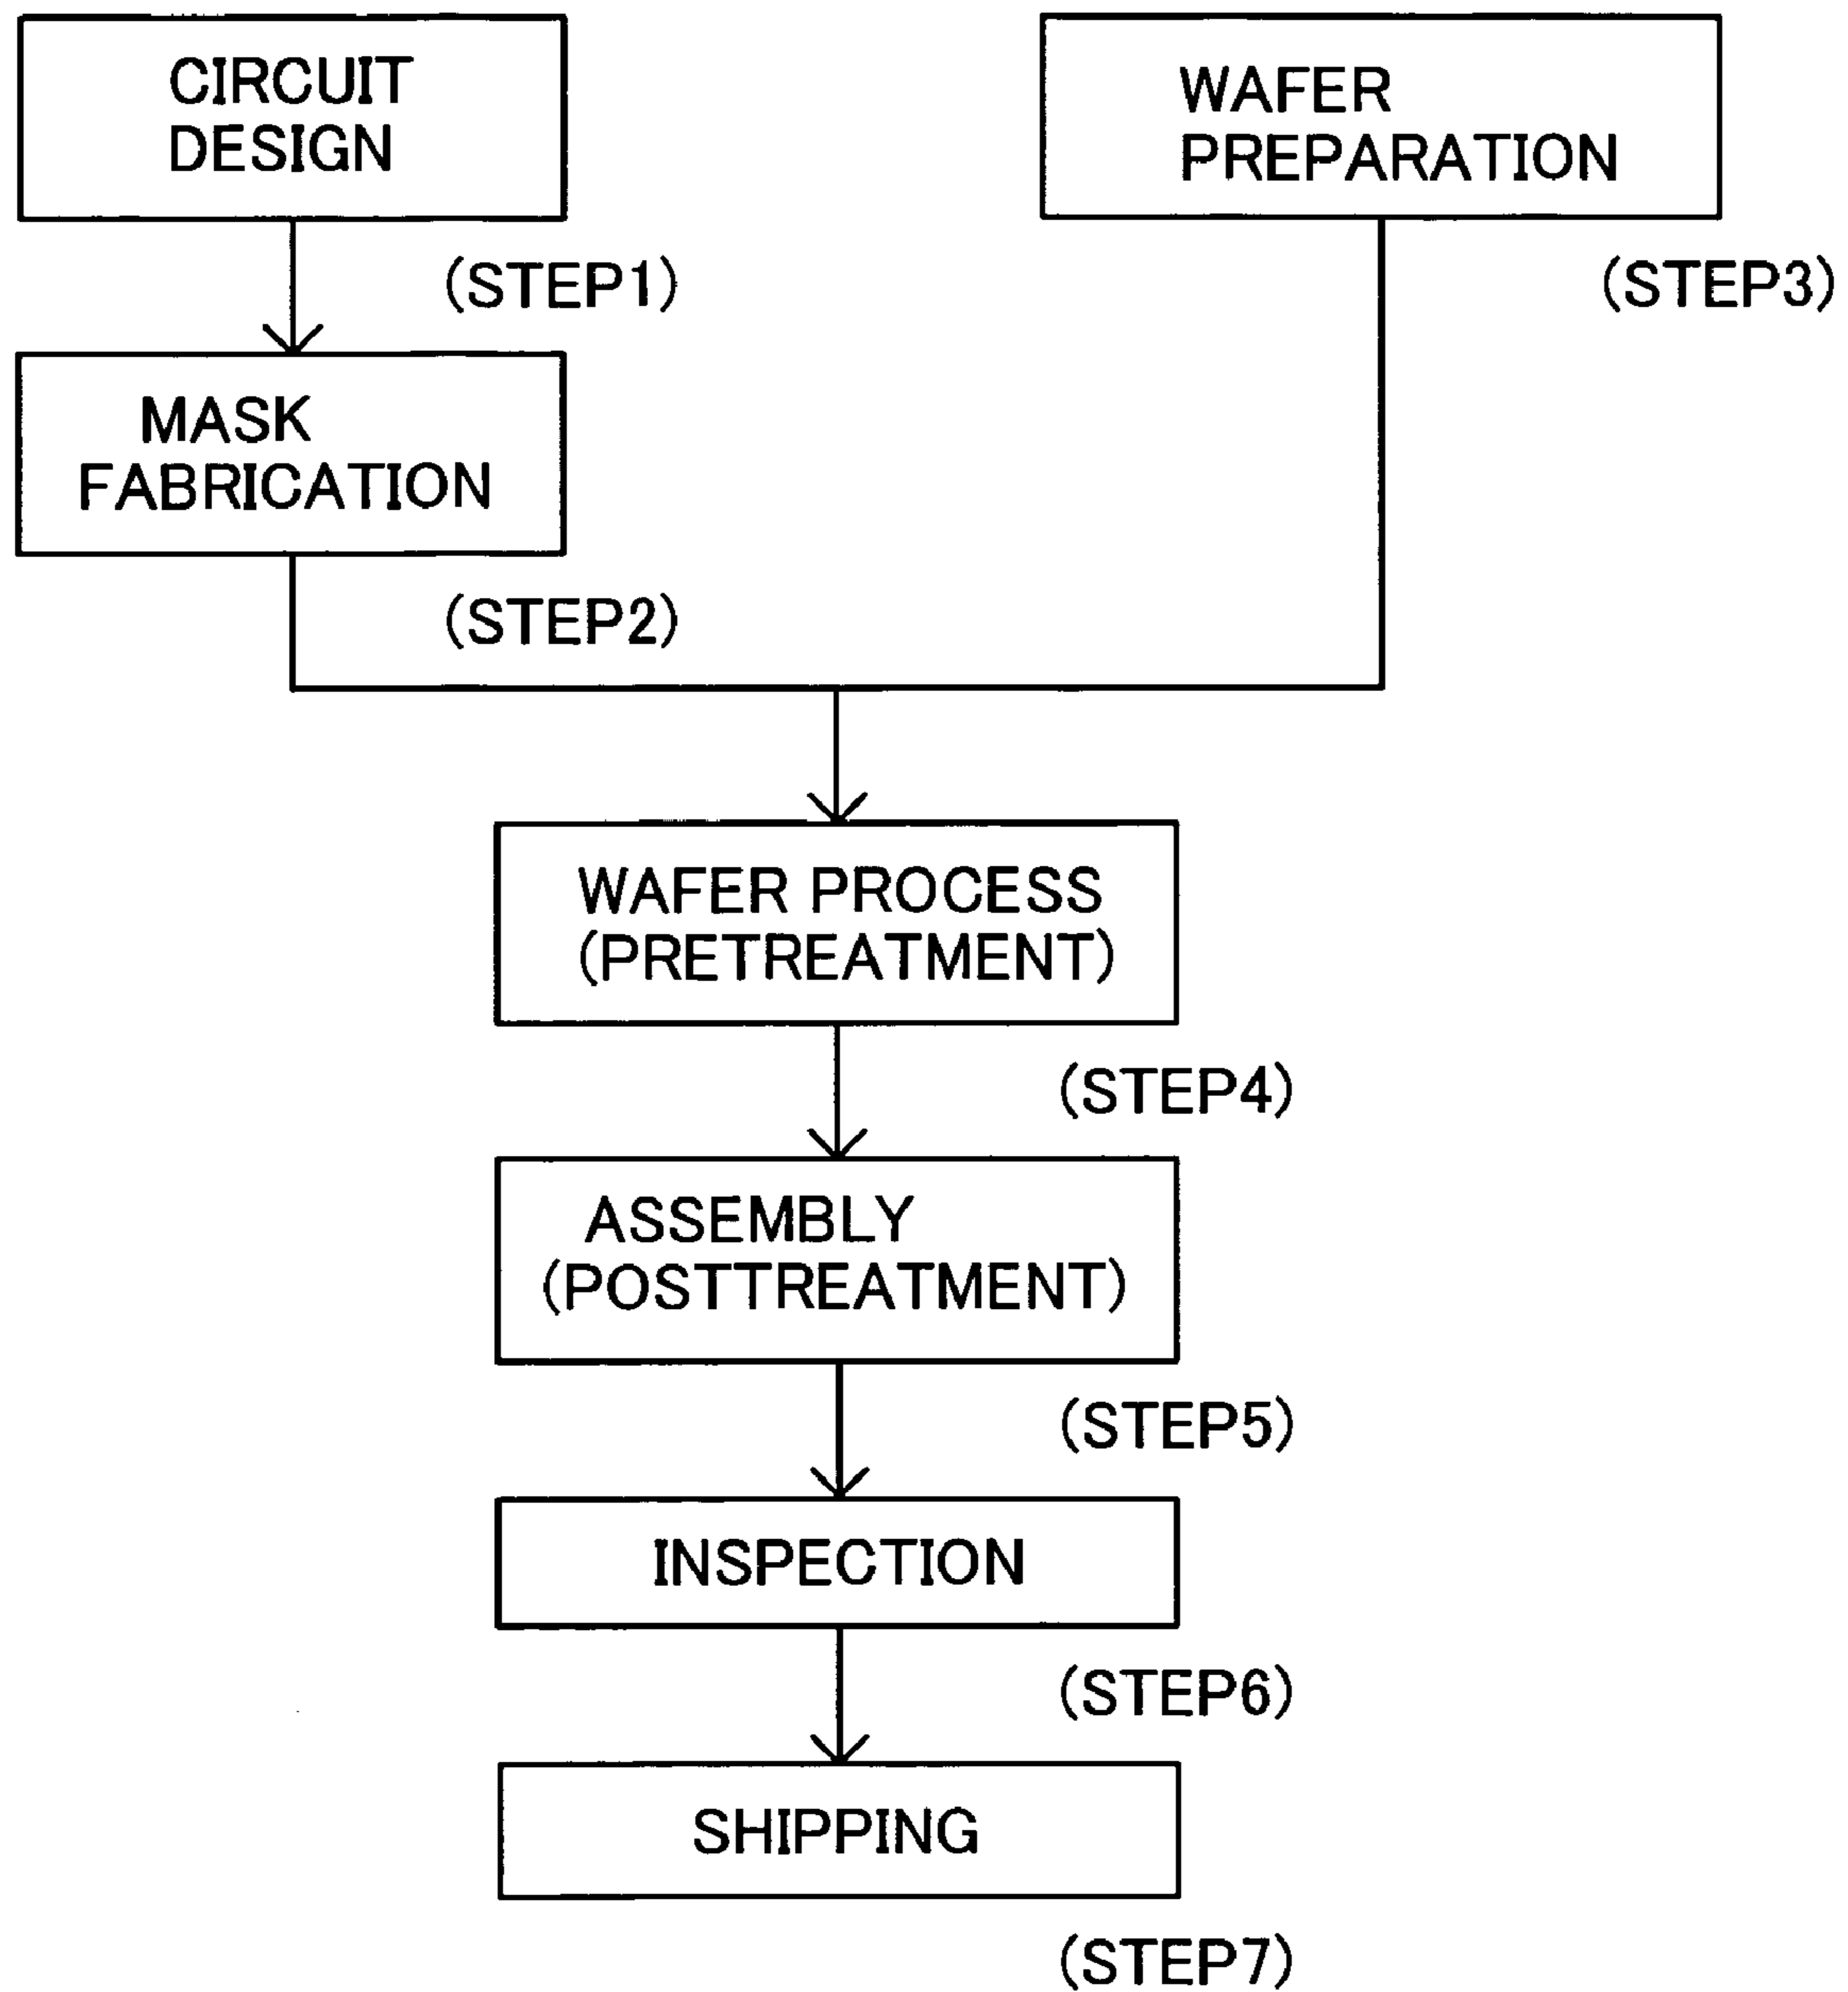 CIRCUIT
DESIGN
(STEP1)
MASK
FABRICATION
(STEP2)
WAFER
PREPARATION
(STEP3)
WAFER PROCESS
(PRETREATMENT)
(STEP4)
ASSEMBLY
(POSTTREATMENT)
(STEP5)
INSPECTION
(STEP6)
SHIPPING
(STEP7)